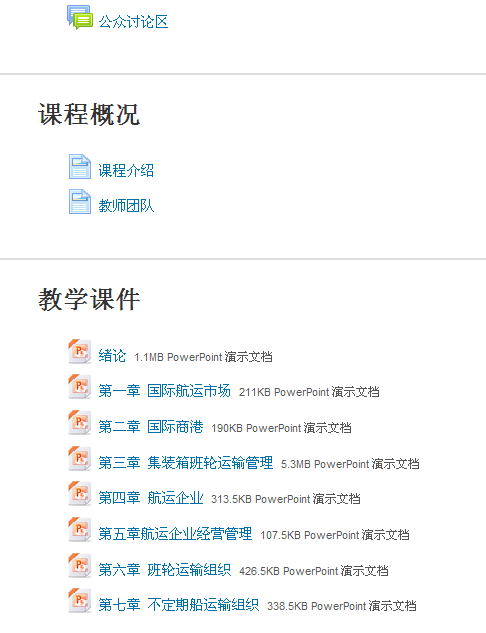 公众讨论区
课程概况
课程介绍
教师团队
教学课件
绪论 1.1MB PowerPoint 演示文档
第一章 国际航运市场 211KB PowerPoint 演示文档
第二章 国际商港 190KB PowerPoint 演示文档
第三章 集装箱班轮运输管理 5.3MB PowerPoint 演示文档
第四章 航运企业 313.5KB PowerPoint 演示文档
第五章航运企业经营管理 107.5KB PowerPoint 演示文档
第六章 班轮运输组织 426.5KB PowerPoint 演示文档
第七章 不定期船运输组织 338.5KB PowerPoint 演示文档